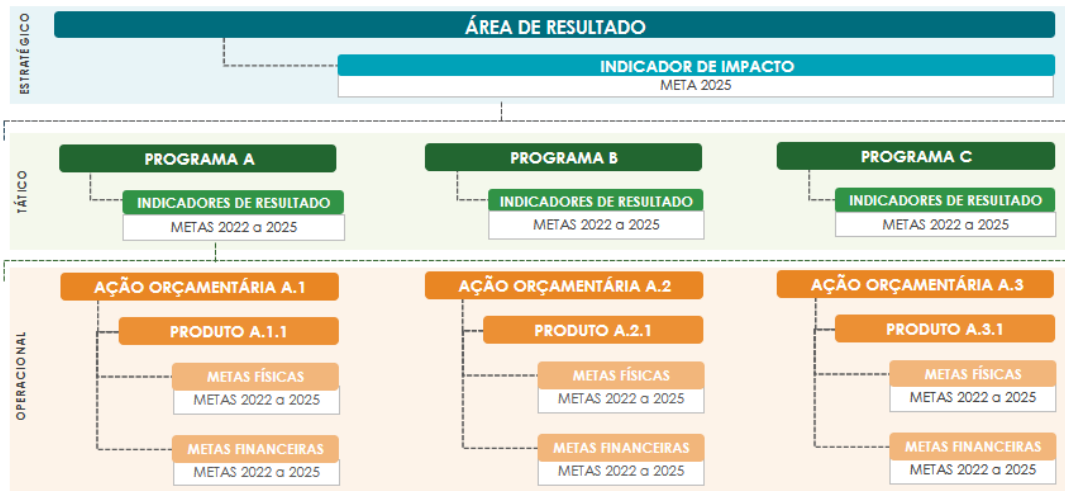 ESTRATÉGICO
ÁREA DE RESULTADO
INDICADOR DE IMPACTO
META 2025
TÁTICO
PROGRAMA A
INDICADORES DE RESULTADO
METAS 2022 a 2025
PROGRAMA B
INDICADORES DE RESULTADO
METAS 2022 a 2025
PROGRAMA C
INDICADORES DE RESULTADO
METAS 2022 a 2025
OPERACIONAL
AÇÃO ORÇAMENTÁRIA A.1
PRODUTO A.1.1
METAS FÍSICAS
METAS 2022 a 2025
METAS FINANCEIRAS
METAS 2022 a 2025
AÇÃO ORÇAMENTÁRIA A.2
PRODUTO A.2.1
METAS FÍSICAS
METAS 2022 a 2025
METAS FINANCEIRAS
METAS 2022 a 2025
AÇÃO ORÇAMENTÁRIA A.3
PRODUTO A.3.1
METAS FÍSICAS
METAS 2022 a 2025
METAS FINANCEIRAS
METAS 2022 a 2025